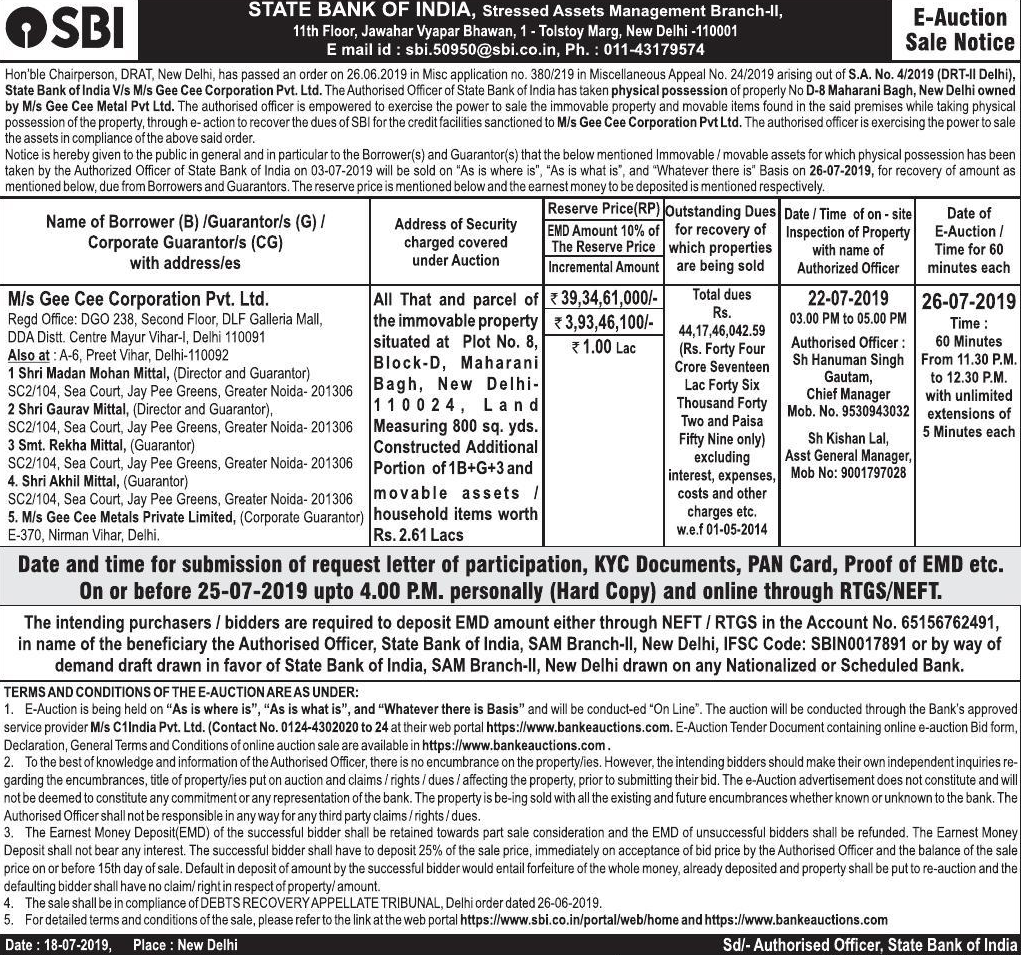 SBI
STATE BANK OF INDIA, Stressed Assets Management Branch-II,
11th Floor, Jawahar Vyapar Bhawan, 1 - Tolstoy Marg, New Delhi -110001
E mail id : sbi.50950@sbi.co.in, Ph. : 011-43179574
E-Auction
Sale Notice
Hon'ble Chairperson, DRAT, New Delhi, has passed an order on 26.06.2019 in Misc application no. 380/219 in Miscellaneous Appeal No. 24/2019 arising out of S.A. No. 4/2019 (DRT-II Delhi),
State Bank of India V/s M/s Gee Cee Corporation Pvt. Ltd. The Authorised Officer of State Bank of India has taken physical possession of property No D-8 Maharani Bagh, New Delhi owned
by M/s Gee Cee Metal Pvt Ltd. The authorised officer is empowered to exercise the power to sale the immovable property and movable items found in the said premises while taking physical
possession of the property, through e- action to recover the dues of SBI for the credit facilities sanctioned to M/s Gee Cee Corporation Pvt Ltd. The authorised officer is exercising the power to sale
the assets in compliance of the above said order.
Notice is hereby given to the public in general and in particular to the Borrower(s) and Guarantor(s) that the below mentioned Immovable / movable assets for which physical possession has been
taken by the Authorized Officer of State Bank of India on 03-07-2019 will be sold on “As is where is”, “As is what is”, and “Whatever there is” Basis on 26-07-2019, for recovery of amount as
mentioned below, due from Borrowers and Guarantors. The reserve price is mentioned below and the earnest money to be deposited is mentioned respectively.
Name of Borrower (B) /Guarantor/s (G) /
Corporate Guarantor/s (CG)
with address/es
Address of Security
charged covered
under Auction
Reserve Price(RP)
EMD Amount 10% of
The Reserve Price
Incremental Amount
Outstanding Dues
for recovery of
which properties
are being sold
Date / Time of on - site
Inspection of Property
with name of
Authorized Officer
Date of
E-Auction /
Time for 60
minutes each
M/s Gee Cee Corporation Pvt. Ltd.
Regd Office: DGO 238, Second Floor, DLF Galleria Mall,
DDA Distt. Centre Mayur Vihar-I, Delhi 110091
Also at : A-6, Preet Vihar, Delhi-110092
1 Shri Madan Mohan Mittal, (Director and Guarantor)
SC2/104, Sea Court, Jay Pee Greens, Greater Noida- 201306
2 Shri Gaurav Mittal, (Director and Guarantor),
SC2/104, Sea Court, Jay Pee Greens, Greater Noida- 201306
3 Smt. Rekha Mittal, (Guarantor)
SC2/104, Sea Court, Jay Pee Greens, Greater Noida- 201306
4. Shri Akhil Mittal, (Guarantor)
SC2/104, Sea Court, Jay Pee Greens, Greater Noida- 201306
5. M/s Gee Cee Metals Private Limited, (Corporate Guarantor)
E-370, Nirman Vihar, Delhi.
All That and parcel of
the immovable property
situated at Plot No. 8,
Block-D, Maharani
Bagh, New Delhi-
110024, Land
Measuring 800 sq. yds.
Constructed Additional
Portion of 1B+G+3 and
movable assets /
household items worth
Rs. 2.61 Lacs
₹ 39,34,61,000/-
₹ 3,93,46,100/-
₹ 1.00 Lac
Total dues
Rs.
44,17,46,042.59
(Rs. Forty Four
Crore Seventeen
Lac Forty Six
Thousand Forty
Two and Paisa
Fifty Nine only)
excluding
interest, expenses,
costs and other
charges etc.
w.e.f 01-05-2014
22-07-2019
03.00 PM to 05.00 PM
Authorised Officer :
Sh Hanuman Singh
Gautam,
Chief Manager
Mob. No. 9530943032
Sh Kishan Lal,
Asst General Manager,
Mob No: 9001797028
26-07-2019
Time :
60 Minutes
From 11.30 P.M.
to 12.30 P.M.
with unlimited
extensions of
5 Minutes each
Date and time for submission of request letter of participation, KYC Documents, PAN Card, Proof of EMD etc.
On or before 25-07-2019 upto 4.00 P.M. personally (Hard Copy) and online through RTGS/NEFT.
The intending purchasers / bidders are required to deposit EMD amount either through NEFT / RTGS in the Account No. 65156762491,
in name of the beneficiary the Authorised Officer, State Bank of India, SAM Branch-II, New Delhi, IFSC Code: SBIN0017891 or by way of
demand draft drawn in favor of State Bank of India, SAM Branch-II, New Delhi drawn on any Nationalized or Scheduled Bank.
TERMS AND CONDITIONS OF THE E-AUCTION ARE AS UNDER:
1. E-Auction is being held on “As is where is”, “As is what is”, and “Whatever there is Basis” and will be conduct-ed “On Line”. The auction will be conducted through the Bank's approved
service provider M/s C1India Pvt. Ltd. (Contact No. 0124-4302020 to 24 at their web portal https://www.bankeauctions.com. E-Auction Tender Document containing online e-auction Bid form,
Declaration, General Terms and Conditions of online auction sale are available in https://www.bankeauctions.com .
2. To the best of knowledge and information of the Authorised Officer, there is no encumbrance on the property/ies. However, the intending bidders should make their own independent inquiries re-
garding the encumbrances, title of property/ies put on auction and claims / rights / dues / affecting the property, prior to submitting their bid. The e-Auction advertisement does not constitute and will
not be deemed to constitute any commitment or any representation of the bank. The property is be-ing sold with all the existing and future encumbrances whether known or unknown to the bank. The
Authorised Officer shall not be responsible in any way for any third party claims / rights / dues.
3. The Earnest Money Deposit(EMD) of the successful bidder shall be retained towards part sale consideration and the EMD of unsuccessful bidders shall be refunded. The Earnest Money
Deposit shall not bear any interest. The successful bidder shall have to deposit 25% of the sale price, immediately on acceptance of bid price by the Authorised Officer and the balance of the sale
price on or before 15th day of sale. Default in deposit of amount by the successful bidder would entail forfeiture of the whole money, already deposited and property shall be put to re-auction and the
defaulting bidder shall have no claim/ right in respect of property/ amount.
4. The sale shall be in compliance of DEBTS RECOVERY APPELLATE TRIBUNAL, Delhi order dated 26-06-2019.
5. For detailed terms and conditions of the sale, please refer to the link at the web portal https://www.sbi.co.in/portal/web/home and https://www.bankeauctions.com
Date : 18-07-2019, Place : New Delhi
Sd/- Authorised Officer, State Bank of India